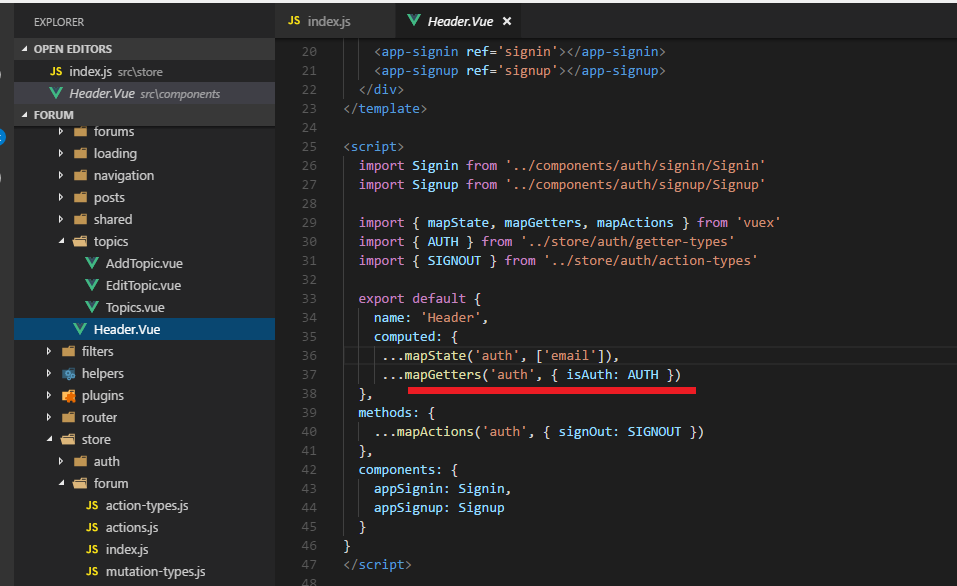 EXPLORER
OPEN EDITORS
JS index.js src\store
Header.Vue src\components
FORUM
forums
loading
navigation
posts
shared
topics
AddTopic.vue
EditTopic.vue
Topics.vue
Header.Vue
filters
helpers
plugins
router
store
auth
forum
JS action-types.js
JS actions.js
JS index.js
JS mutation-types.js
JS index.js
Header.Vue ×
20 <app-signin ref='signin'></app-signin>
21 <app-signup ref='signup'></app-signup>
22 </div>
23 </template>
24
25 <script>
26 import Signin from '../components/auth/signin/Signin'
27 import Signup from '../components/auth/signup/Signup'
28
29 import { mapState, mapGetters, mapActions } from 'vuex'
30 import { AUTH } from '../store/auth/getter-types'
31 import { SIGNOUT } from '../store/auth/action-types'
32
33 export default {
34 name: 'Header',
35 computed: {
36 ...mapState('auth', ['email']),
37 ...mapGetters('auth', { isAuth: AUTH })
38 },
39 methods: {
40 ...mapActions('auth', { signOut: SIGNOUT })
41 },
42 components: {
43 appSignin: Signin,
44 appSignup: Signup
45 }
46 }
47 </script>
48